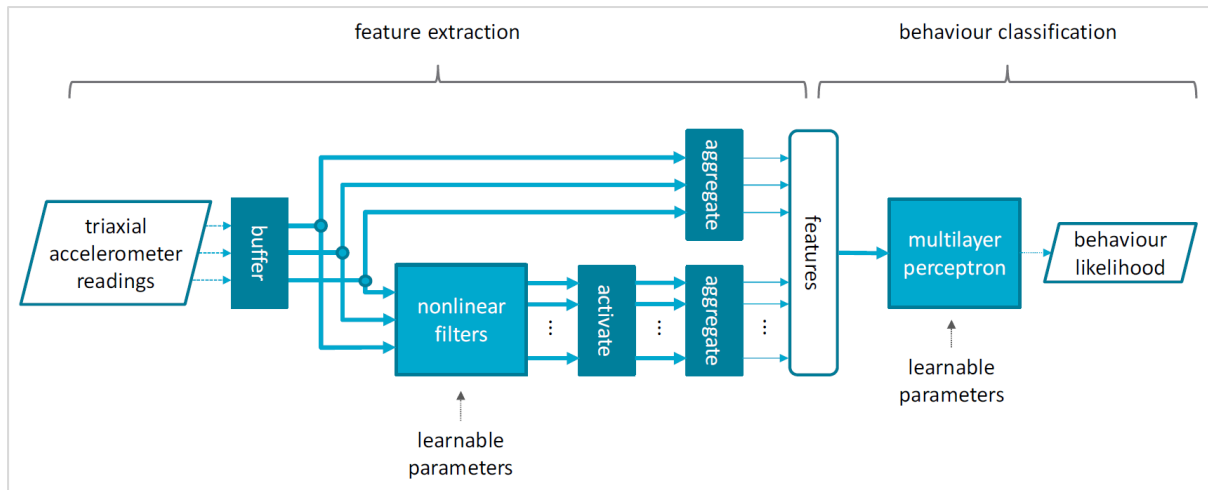 feature extraction
behaviour classification
triaxial
accelerometer
readings
buffer
nonlinear
filters
activate
aggregate
aggregate
features
multilayer
perceptron
behaviour
likelihood
learnable
parameters
learnable
parameters
...
...
...